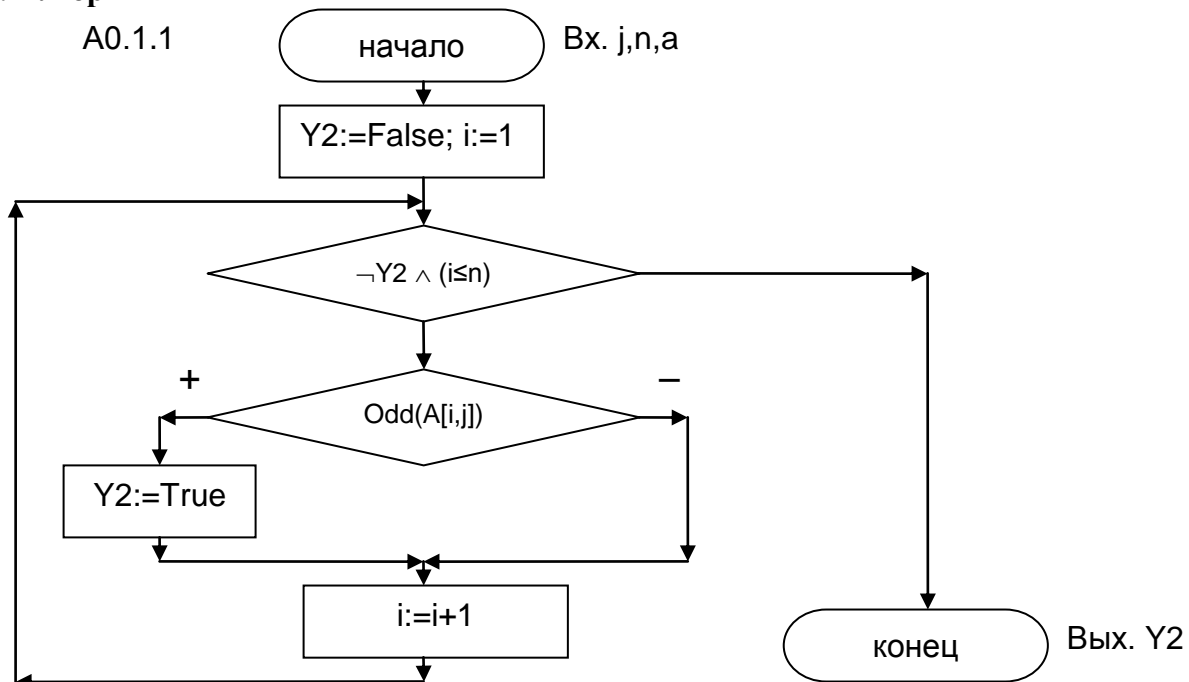 A0.1.1
начало
Вх. j,n,a
Y2:=False; i:=1
¬Y2 ∧ (i≤n)
+
–
Odd(A[i,j])
Y2:=True
i:=i+1
конец
Вых. Y2